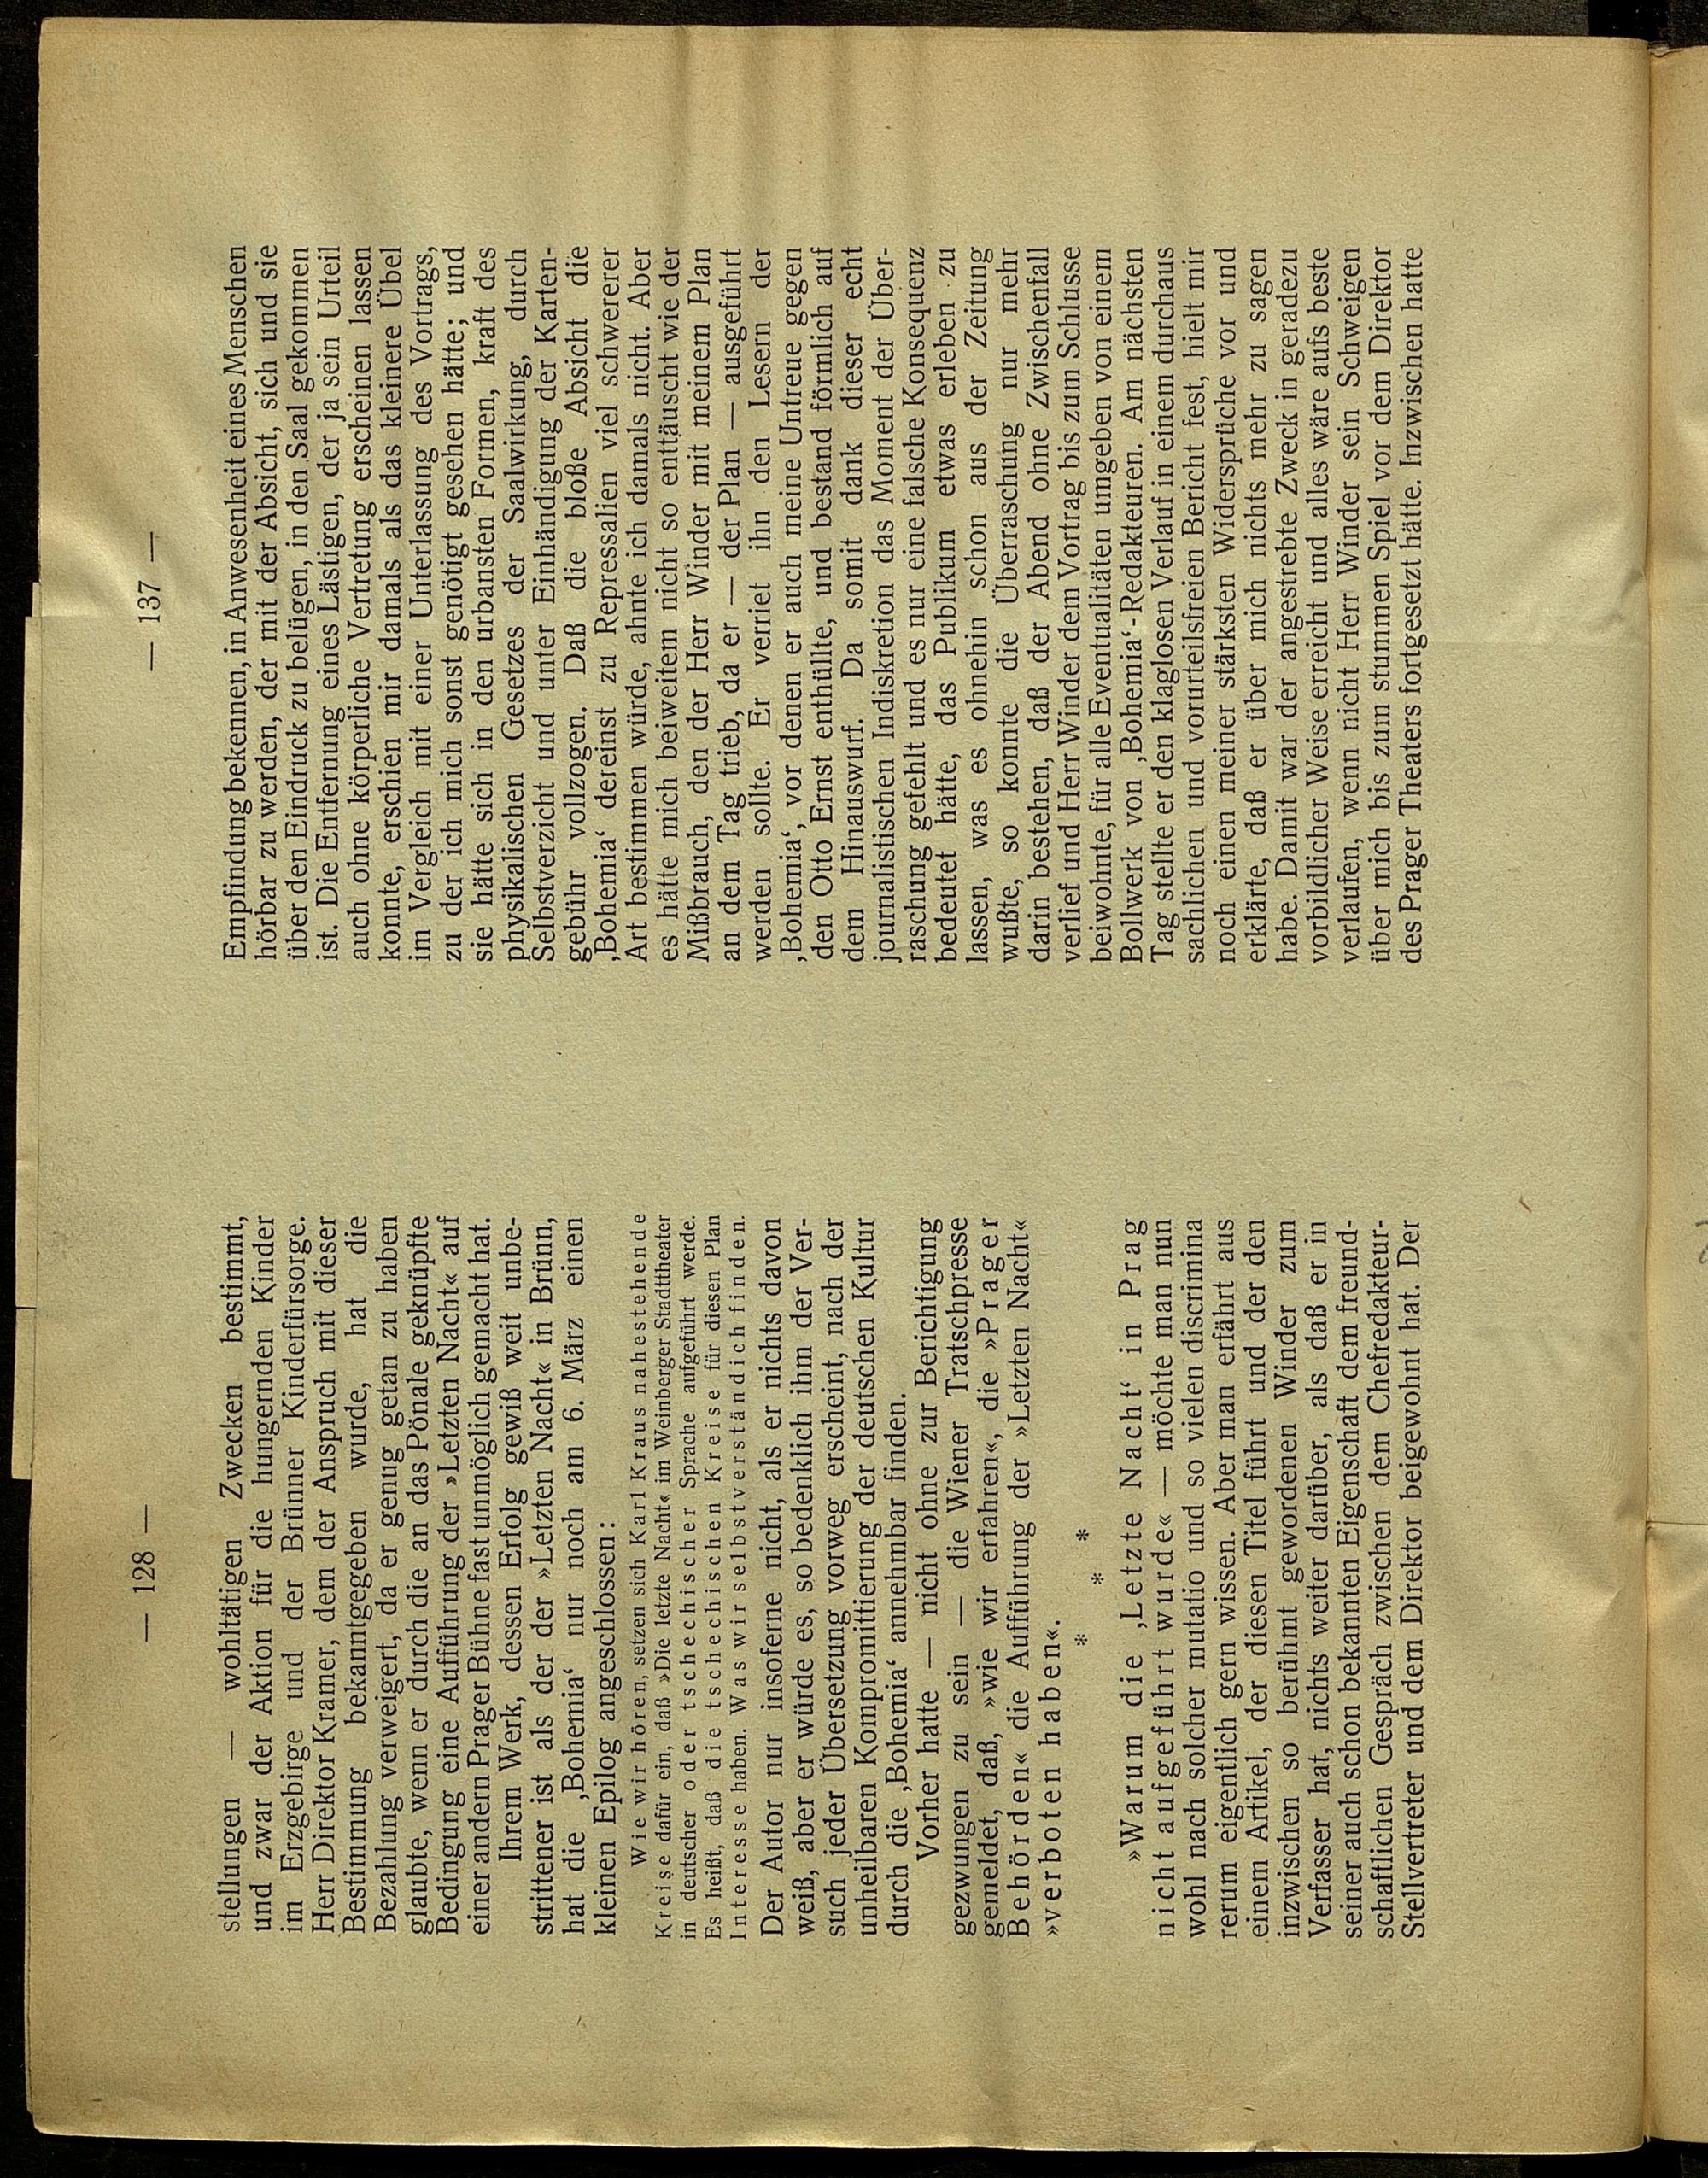 — 128 —
stellungen — wohltätigen Zwecken bestimmt,
und zwar der Aktion für die hungernden Kinder
im Erzgebirge und der Brünner Kinderfürsorge.
Herr Direktor Kramer, dem der Anspruch mit dieser
Bestimmung bekanntgegeben wurde, hat die
Bezahlung verweigert, da er genug getan zu haben
glaubte, wenn er durch die an das Pönale geknüpfte
Bedingung eine Aufführung der »Letzten Nacht« auf
einer andern Prager Bühne fast unmöglich gemacht hat.
Ihrem Werk, dessen Erfolg gewiß weit unbe-
strittener ist als der der »Letzten Nacht« in Brünn,
hat die ‚Bohemia‘ nur noch am 6. März einen
kleinen Epilog angeschlossen:
Wie wir hören, setzen sich Karl Kraus nahestehende
Kreise dafür ein, daß »Die letzte Nacht« im Weinberger Stadttheater
in deutscher oder tschechischer Sprache aufgeführt werde.
Es heißt, daß die tschechischen Kreise für diesen Plan
Interesse haben. Was wir selbstverständlich finden.
Der Autor nur insoferne nicht, als er nichts davon
weiß, aber er würde es, so bedenklich ihm der Ver-
such jeder Übersetzung vorweg erscheint, nach der
unheilbaren Kompromittierung der deutschen Kultur
durch die ‚Bohemia‘ annehmbar finden.
Vorher hatte — nicht ohne zur Berichtigung
gezwungen zu sein — die Wiener Tratschpresse
gemeldet, daß, »wie wir erfahren«, die »Prager
Behörden« die Aufführung der »Letzten Nacht«
»verboten haben«.
* * *
»Warum die ‚Letzte Nacht‘ in Prag
nicht aufgeführt wurde« — möchte man nun
wohl nach solcher mutatio und so vielen discrimina
rerum eigentlich gern wissen. Aber man erfährt aus
einem Artikel, der diesen Titel führt und der den
inzwischen so berühmt gewordenen Winder zum
Verfasser hat, nichts weiter darüber, als daß er in
seiner auch schon bekannten Eigenschaft dem freund-
schaftlichen Gespräch zwischen dem Chefredakteur-
Stellvertreter und dem Direktor beigewohnt hat. Der
— 137 —
Empfindung bekennen, in Anwesenheit eines Menschen
hörbar zu werden, der mit der Absicht, sich und sie
über den Eindruck zu belügen, in den Saal gekommen
ist. Die Entfernung eines Lästigen, der ja sein Urteil
auch ohne körperliche Vertretung erscheinen lassen
konnte, erschien mir damals als das kleinere Übel
im Vergleich mit einer Unterlassung des Vortrags,
zu der ich mich sonst genötigt gesehen hätte; und
sie hätte sich in den urbansten Formen, kraft des
physikalischen Gesetzes der Saalwirkung, durch
Selbstverzicht und unter Einhändigung der Karten-
gebühr vollzogen. Daß die bloße Absicht die
‚Bohemia‘ dereinst zu Repressalien viel schwererer
Art bestimmen würde, ahnte ich damals nicht. Aber
es hätte mich beiweitem nicht so enttäuscht wie der
Mißbrauch, den der Herr Winder mit meinem Plan
an dem Tag trieb, da er — der Plan — ausgeführt
werden sollte. Er verriet ihn den Lesern der
‚Bohemia‘, vor denen er auch meine Untreue gegen
den Otto Ernst enthüllte, und bestand förmlich auf
dem Hinauswurf. Da somit dank dieser echt
journalistischen Indiskretion das Moment der Über-
raschung gefehlt und es nur eine falsche Konsequenz
bedeutet hätte, das Publikum etwas erleben zu
lassen, was es ohnehin schon aus der Zeitung
wußte, so konnte die Überraschung nur mehr
darin bestehen, daß der Abend ohne Zwischenfall
verlief und Herr Winder dem Vortrag bis zum Schlusse
beiwohnte, für alle Eventualitäten umgeben von einem
Bollwerk von ‚Bohemia‘-Redakteuren. Am nächsten
Tag stellte er den klaglosen Verlauf in einem durchaus
sachlichen und vorurteilsfreien Bericht fest, hielt mir
noch einen meiner stärksten Widersprüche vor und
erklärte, daß er über mich nichts mehr zu sagen
habe. Damit war der angestrebte Zweck in geradezu
vorbildlicher Weise erreicht und alles wäre aufs beste
verlaufen, wenn nicht Herr Winder sein Schweigen
über mich bis zum stummen Spiel vor dem Direktor
des Prager Theaters fortgesetzt hätte. Inzwischen hatte